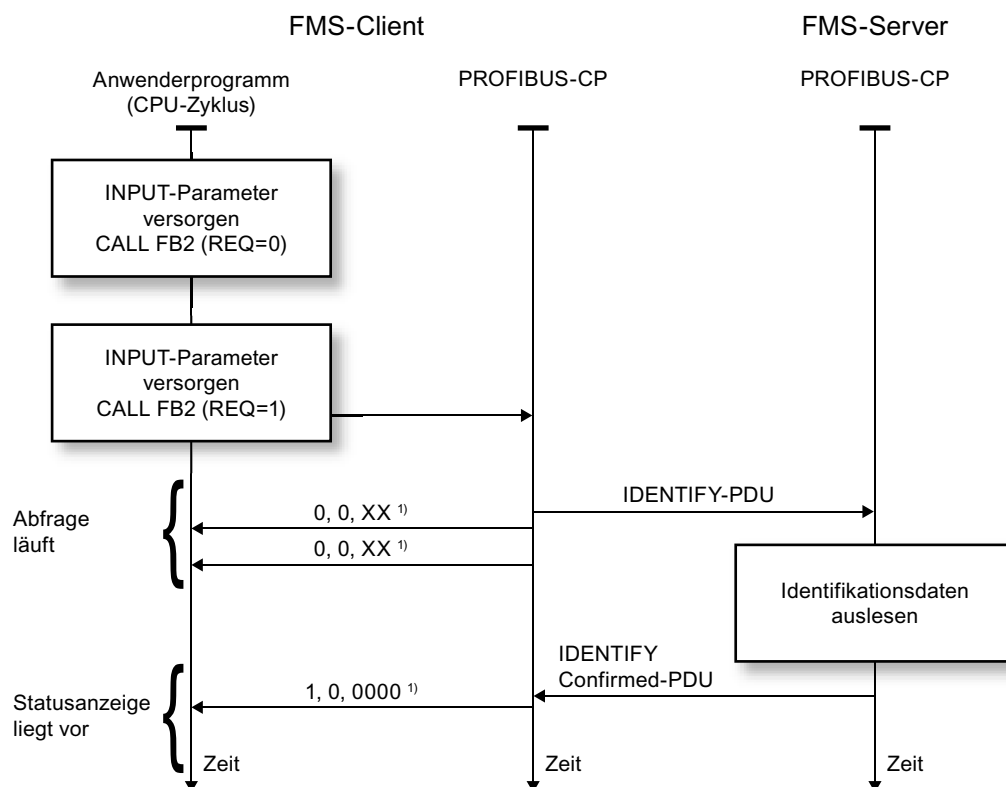 FMS-Client
FMS-Server
Anwenderprogramm
(CPU-Zyklus)
PROFIBUS-CP
PROFIBUS-CP
INPUT-Parameter
versorgen
CALL FB2 (REQ=0)
INPUT-Parameter
versorgen
CALL FB2 (REQ=1)
Abfrage
läuft
0, 0, XX 1)
0, 0, XX 1)
IDENTIFY-PDU
Identifikationsdaten
auslesen
IDENTIFY
Confirmed-PDU
Statusanzeige
liegt vor
1, 0, 0000 1)
Zeit
Zeit
Zeit